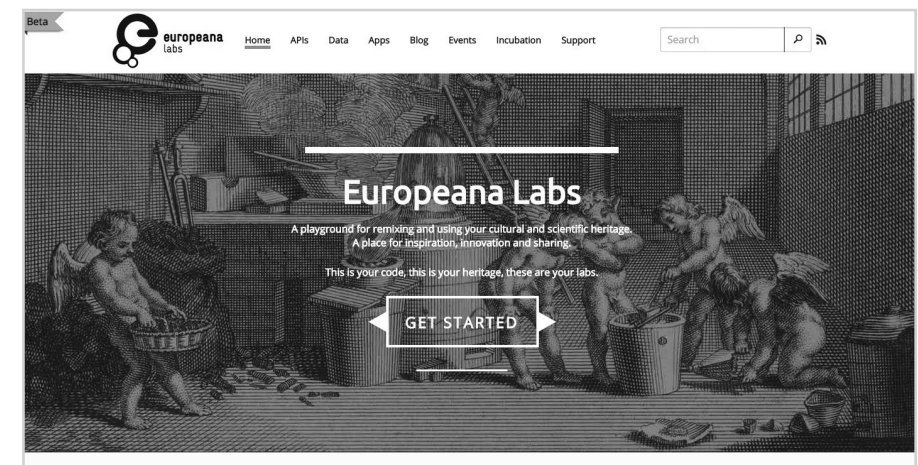 Beta
europeana
labs
Home APIs Data Apps Blog Events Incubation Support
Search
Europeana Labs
A playground for remixing and using your cultural and scientific heritage.
A place for inspiration, innovation and sharing.
This is your code, this is your heritage, these are your labs.
GET STARTED